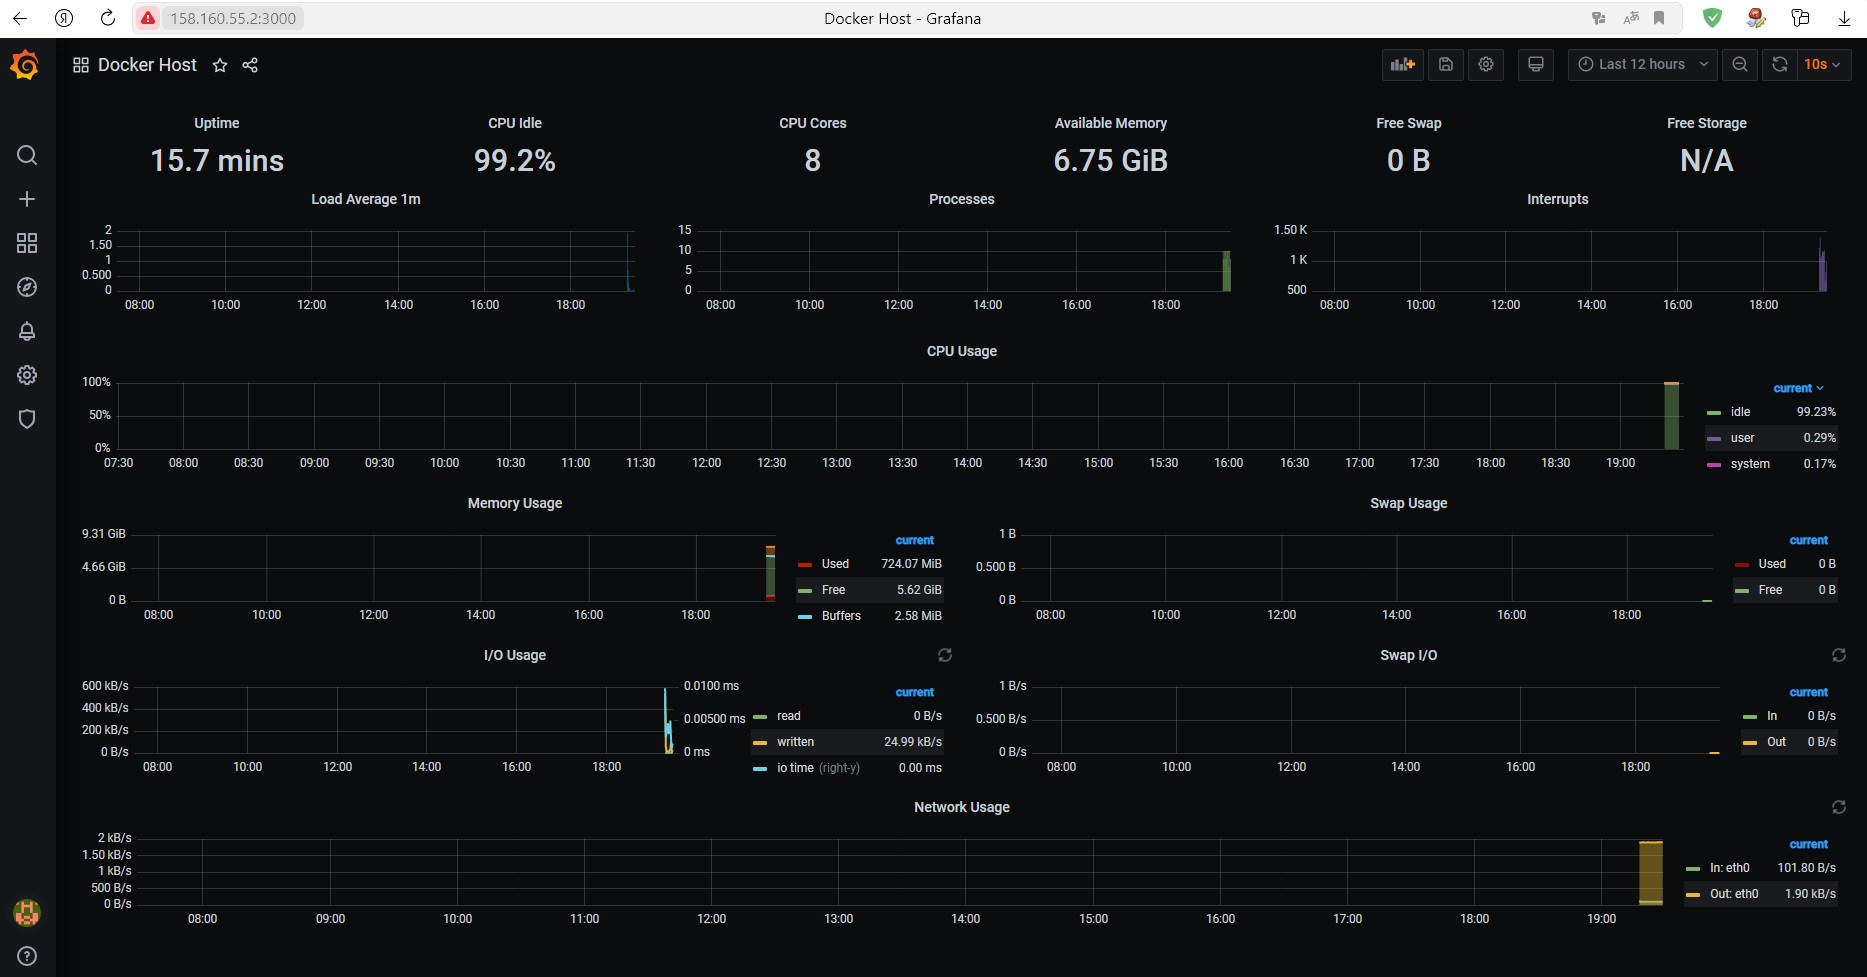 158.160.55.2:3000 Docker Host - Grafana
Docker Host Last 12 hours 10s
Uptime CPU Idle CPU Cores Available Memory Free Swap Free Storage
15.7 mins 99.2% 8 6.75 GiB 0 B N/A
Load Average 1m
2
1.50
1
0.500
0
08:00 10:00 12:00 14:00 16:00 18:00
Processes
15
10
5
0
08:00 10:00 12:00 14:00 16:00 18:00
Interrupts
1.50 K
1 K
500
08:00 10:00 12:00 14:00 16:00 18:00
CPU Usage
100%
50%
0%
07:30 08:00 08:30 09:00 09:30 10:00 10:30 11:00 11:30 12:00 12:30 13:00 13:30 14:00 14:30 15:00 15:30 16:00 16:30 17:00 17:30 18:00 18:30 19:00
current
idle 99.23%
user 0.29%
system 0.17%
Memory Usage
9.31 GiB
4.66 GiB
0 B
08:00 10:00 12:00 14:00 16:00 18:00
current
Used 724.07 MiB
Free 5.62 GiB
Buffers 2.58 MiB
Swap Usage
1 B
0.500 B
0 B
08:00 10:00 12:00 14:00 16:00 18:00
current
Used 0 B
Free 0 B
I/O Usage
600 kB/s
400 kB/s
200 kB/s
0 B/s
08:00 10:00 12:00 14:00 16:00 18:00
0.0100 ms
0.00500 ms
0 ms
current
read 0 B/s
written 24.99 kB/s
io time (right-y) 0.00 ms
Swap I/O
1 B/s
0.500 B/s
0 B/s
08:00 10:00 12:00 14:00 16:00 18:00
current
In 0 B/s
Out 0 B/s
Network Usage
2 kB/s
1.50 kB/s
1 kB/s
500 B/s
0 B/s
08:00 09:00 10:00 11:00 12:00 13:00 14:00 15:00 16:00 17:00 18:00 19:00
current
In: eth0 101.80 B/s
Out: eth0 1.90 kB/s